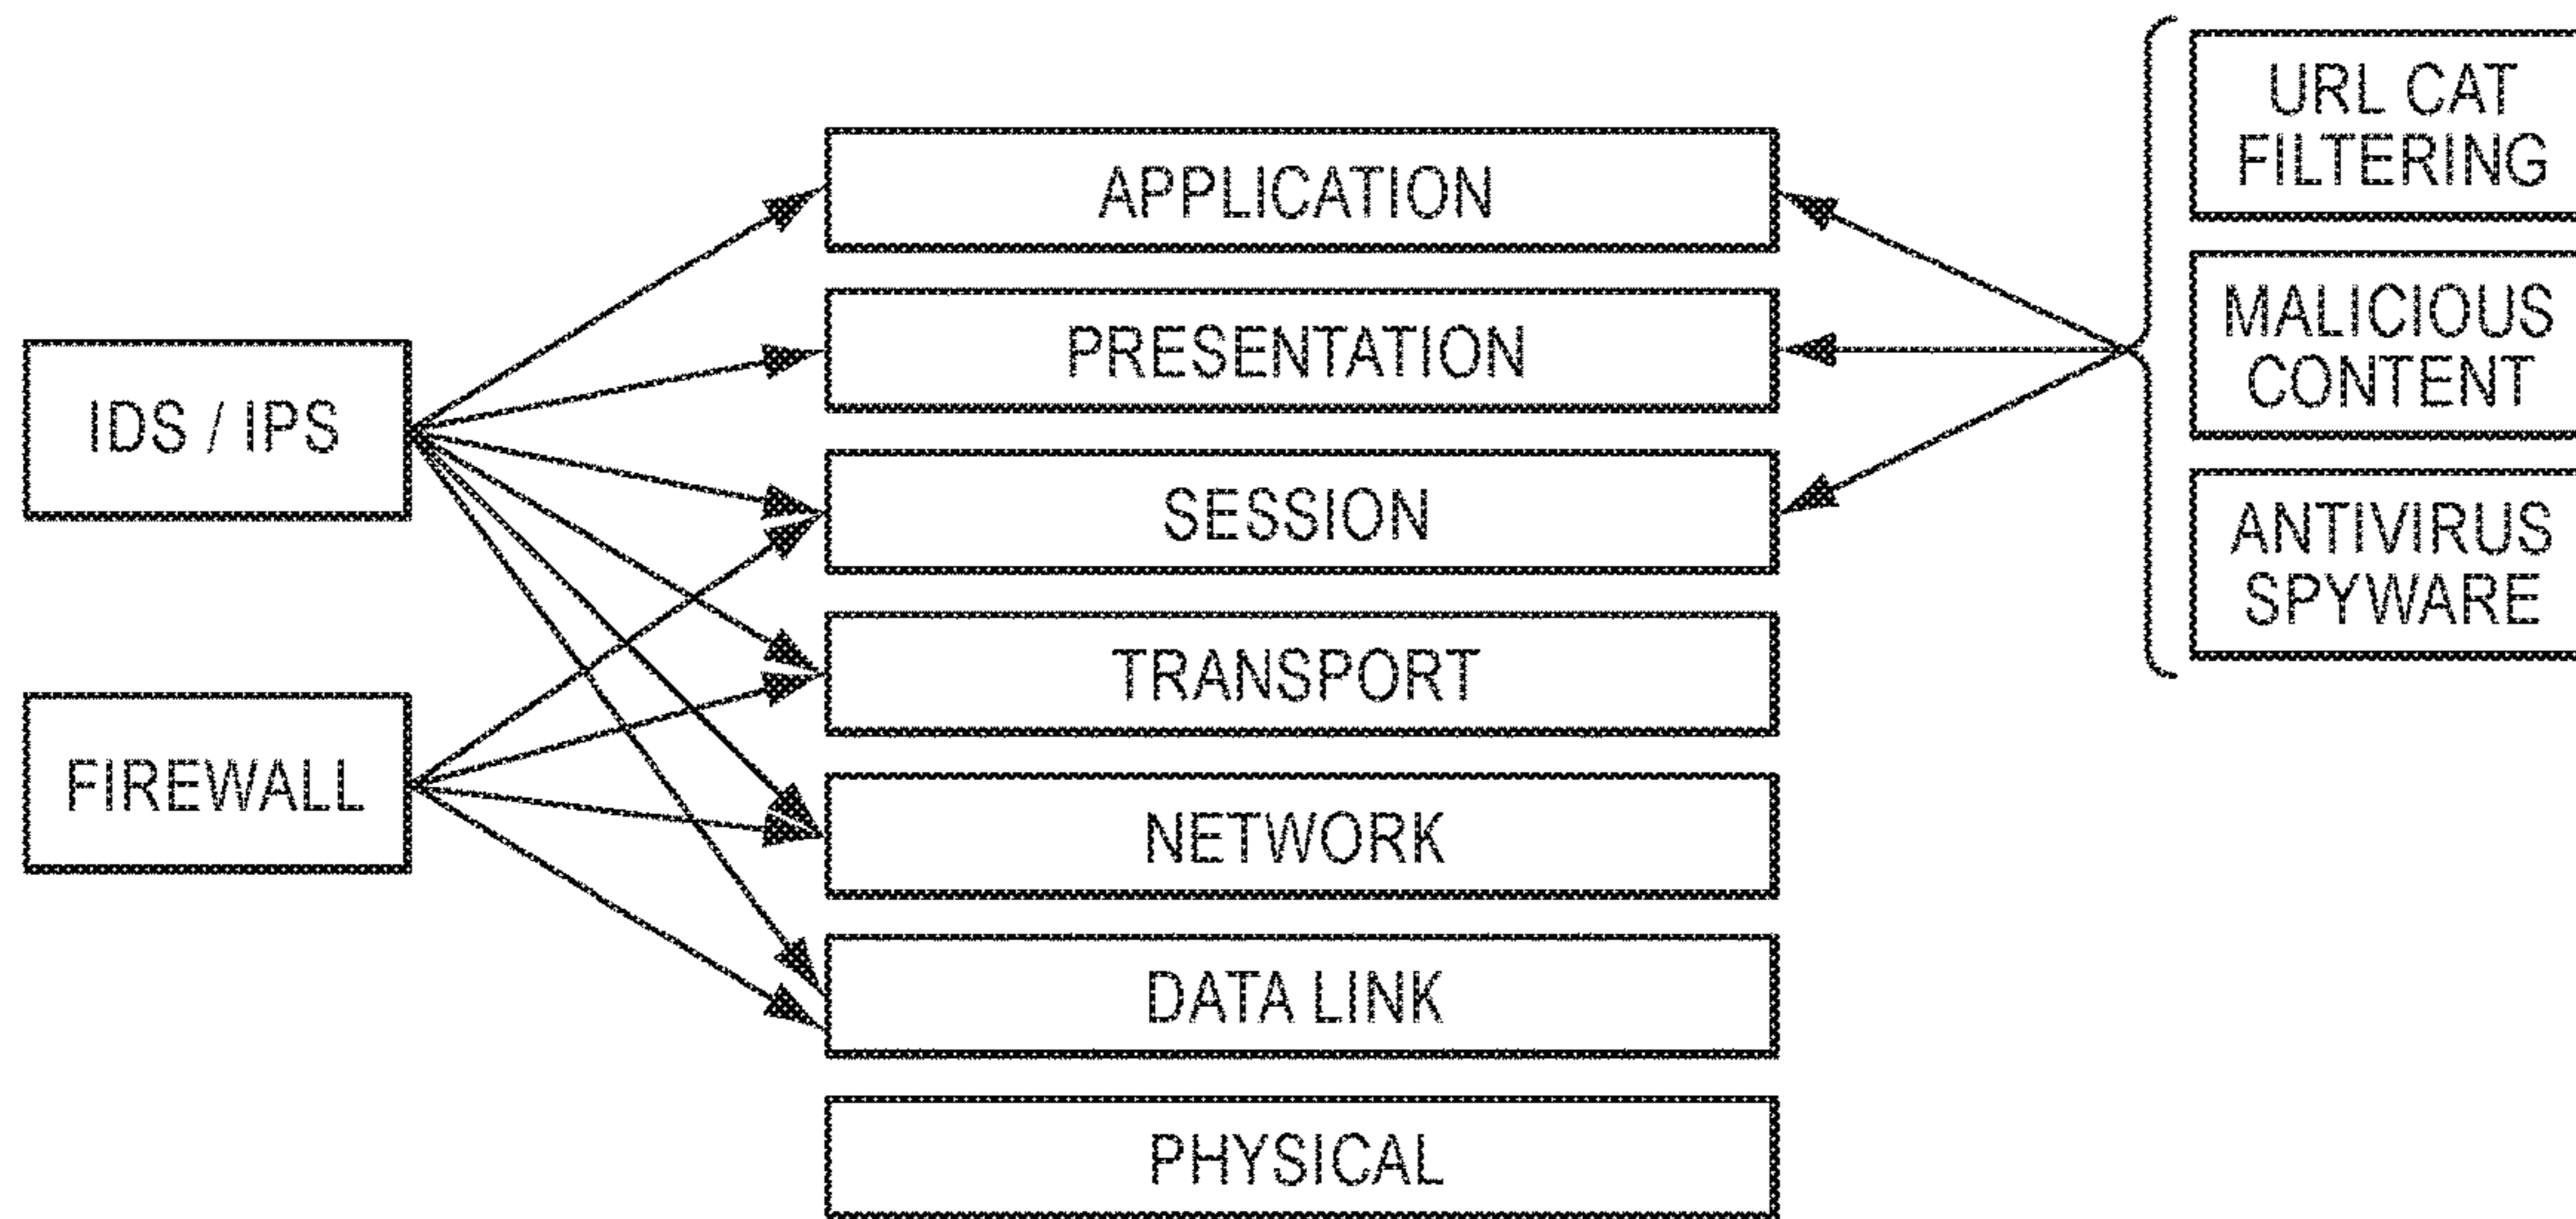 IDS / IPS
FIREWALL
APPLICATION
PRESENTATION
SESSION
TRANSPORT
NETWORK
DATA LINK
PHYSICAL
URL CAT
FILTERING
MALICIOUS
CONTENT
ANTIVIRUS
SPYWARE